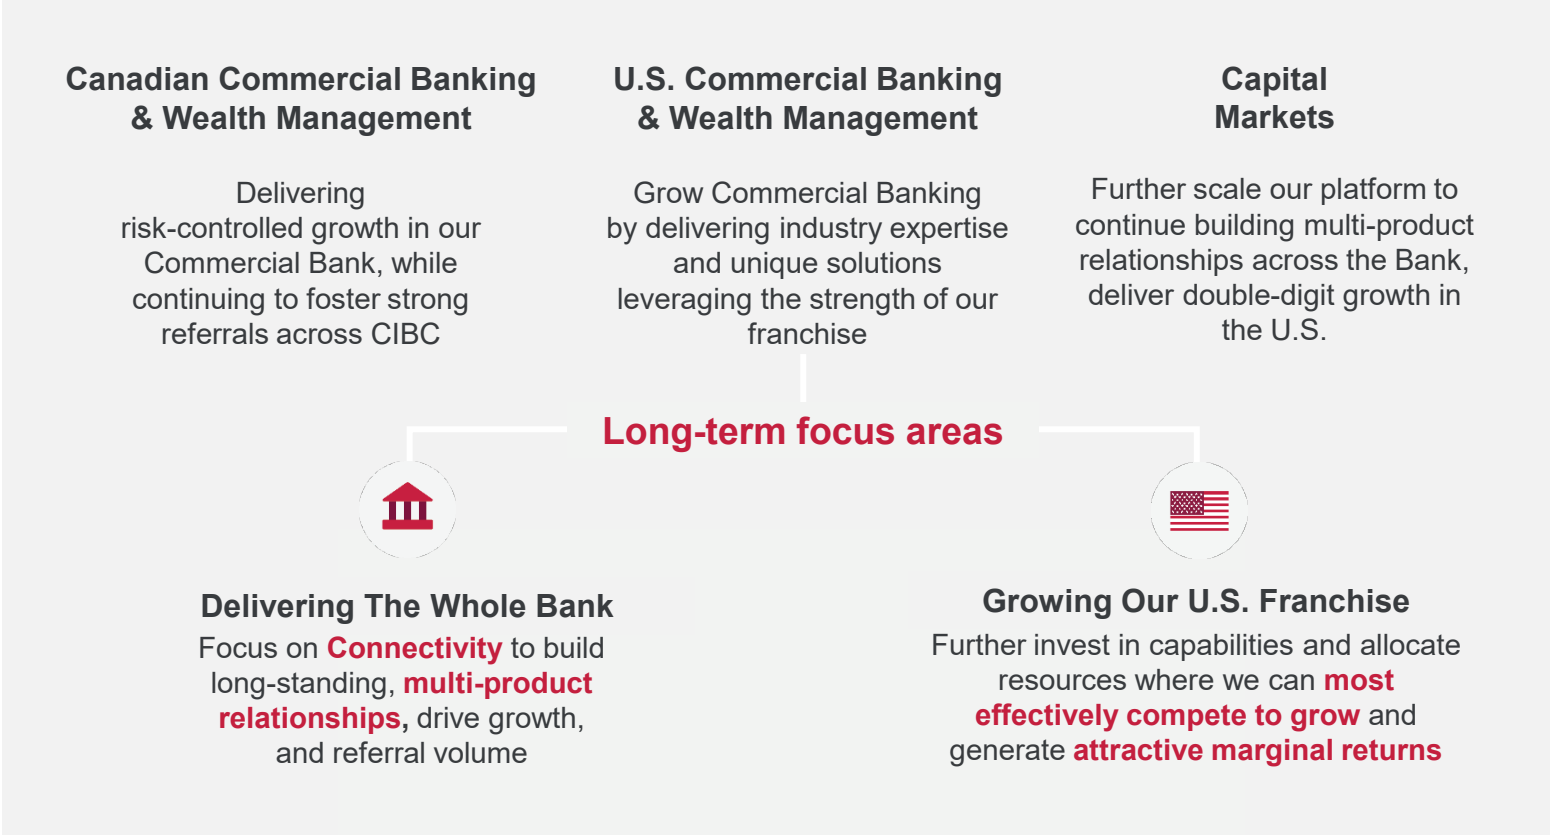 Canadian Commercial Banking
& Wealth Management
Delivering
risk-controlled growth in our
Commercial Bank, while
continuing to foster strong
referrals across CIBC
U.S. Commercial Banking
& Wealth Management
Grow Commercial Banking
by delivering industry expertise
and unique solutions
leveraging the strength of our
franchise
Capital
Markets
Further scale our platform to
continue building multi-product
relationships across the Bank,
deliver double-digit growth in
the U.S.
Long-term focus areas
Delivering The Whole Bank
Focus on Connectivity to build
long-standing, multi-product
relationships, drive growth,
and referral volume
Growing Our U.S. Franchise
Further invest in capabilities and allocate
resources where we can most
effectively compete to grow and
generate attractive marginal returns